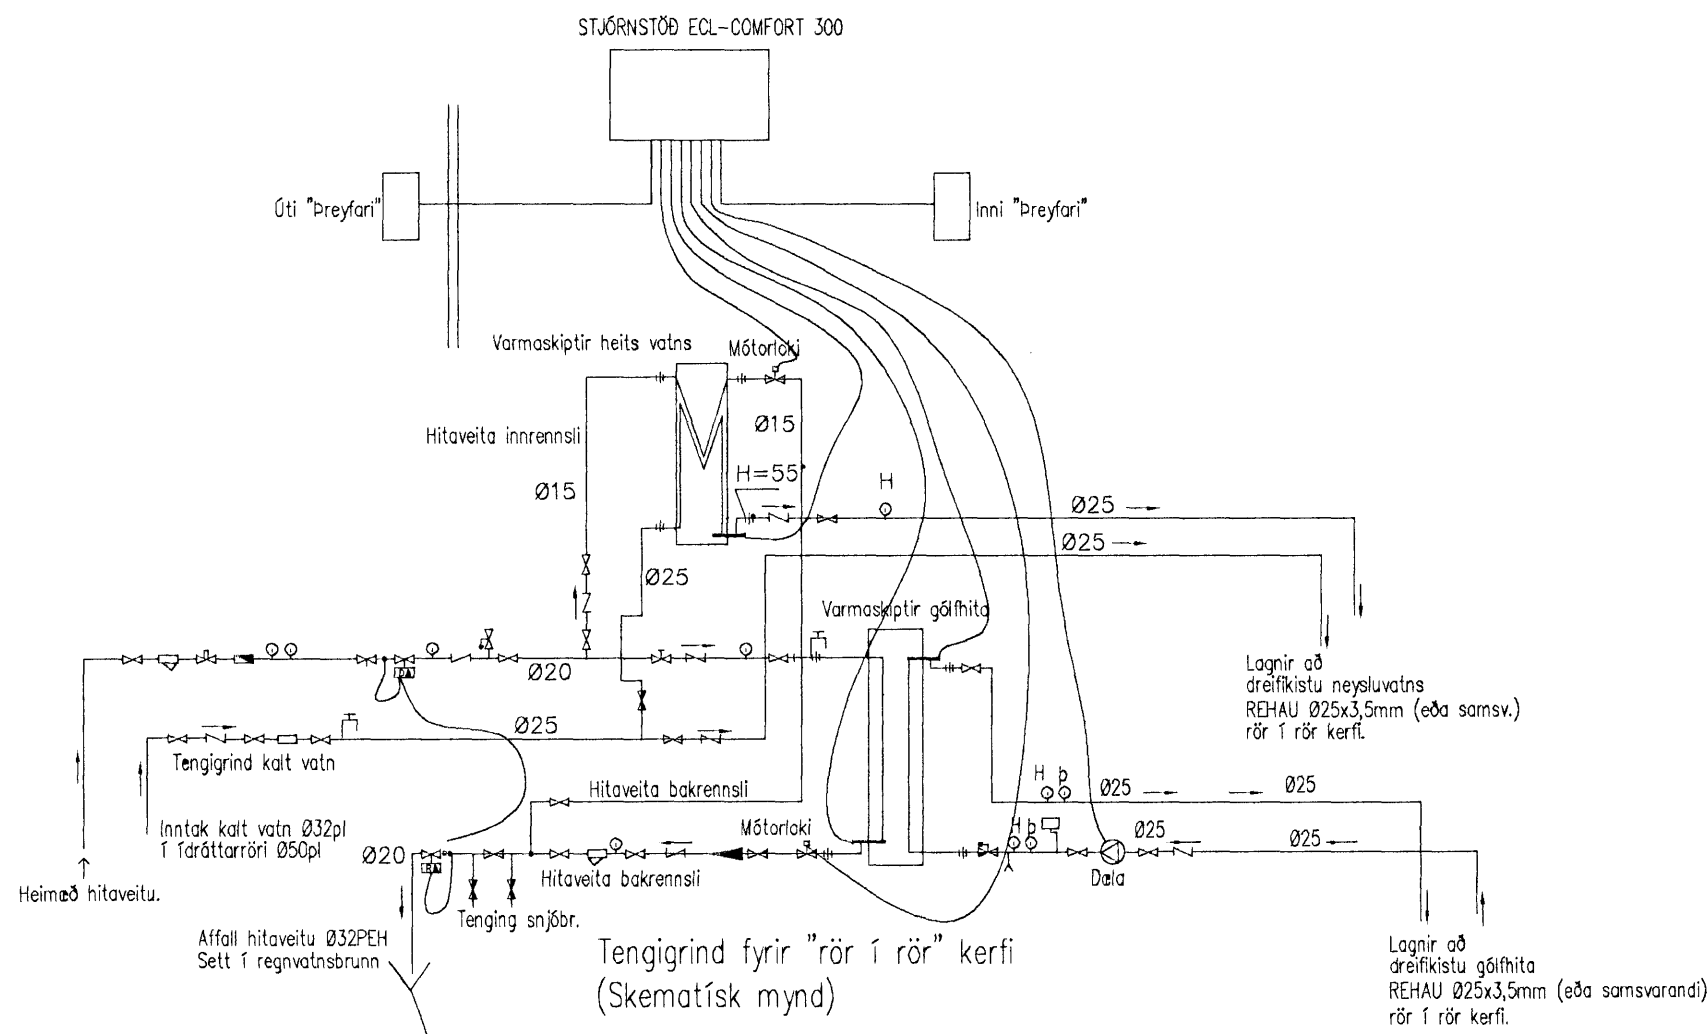 STJÓRNSTÖÐ ECL-COMFORT 300
Úti "Þreyfari"
Inni "Þreyfari"
Varmaskiptir heits vatns
Mótorloki
Ø15
Hitaveita innrennsli
H=55
H
Ø15
Ø25
Ø25
Ø25
Varmaskiptir gólfhita
Ø20
Lagnir að
dreifikistu neysluvatns
REHAU Ø25x3,5mm (eða samsv.)
rör í rör kerfi.
Ø25
Tengigrind kalt vatn
Hitaveita bakrennsli
H þ
Ø25
Ø25
Inntak kalt vatn Ø32pl
í ídráttarröri Ø50pl
Mótorloki
H þ
Ø25
Ø25
Ø20
Hitaveita bakrennsli
Dæla
Heimæð hitaveitu.
Tenging snjóbr.
Affall hitaveitu Ø32PEH
Sett í regnvatnsbrunn
Tengigrind fyrir "rör í rör" kerfi
(Skematísk mynd)
Lagnir að
dreifikistu gólfhita
REHAU Ø25x3,5mm (eða samsvarandi)
rör í rör kerfi.